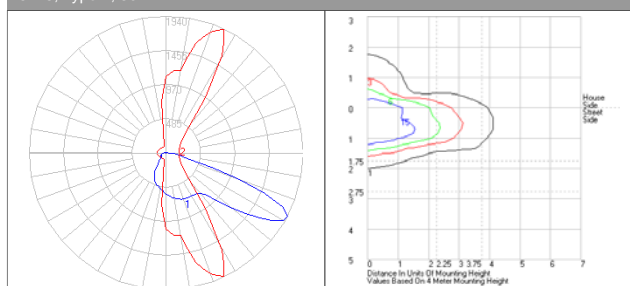 1940
1455
970
485
2
1
3
2
1
0
1
1.75
2
2.75
3
4
5
3
15
1
House
Side
Street
Side
0 1 2 2.25 3 3.75 4 5 6 7
Distance In Units Of Mounting Height
Values Based On 4 Meter Mounting Height